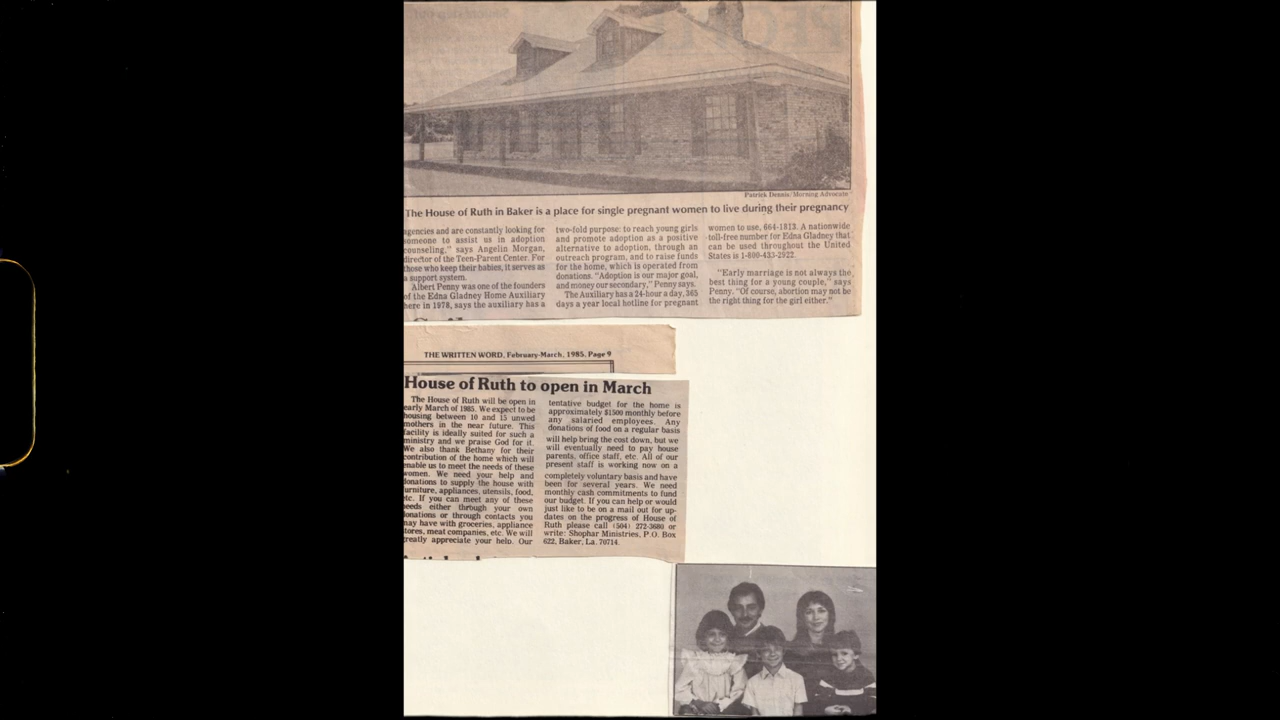 Patrick Dennis/Morning Advocate
The House of Ruth in Baker is a place for single pregnant women to live during their pregnancy
agencies and are constantly looking for
someone to assist us in adoption
counseling," says Angelin Morgan,
director of the Teen-Parent Center. For
those who keep their babies, it serves as
a support system.
Albert Penny was one of the founders
of the Edna Gladney Home Auxiliary
here in 1978, says the auxiliary has a
two-fold purpose: to reach young girls
and promote adoption as a positive
alternative to adoption, through an
outreach program, and to raise funds
for the home, which is operated from
donations. "Adoption is our major goal,
and money our secondary," Penny says.
The Auxiliary has a 24-hour a day, 365
days a year local hotline for pregnant
women to use, 664-1813. A nationwide
toll-free number for Edna Gladney that
can be used throughout the United
States is 1-800-433-2922.
"Early marriage is not always the
best thing for a young couple," says
Penny. "Of course, abortion may not be
the right thing for the girl either."
THE WRITTEN WORD, February-March, 1985, Page 9
House of Ruth to open in March
The House of Ruth will be open in
early March of 1985. We expect to be
housing between 10 and 15 unwed
mothers in the near future. This
facility is ideally suited for such a
ministry and we praise God for it.
We also thank Bethany for their
contribution of the home which will
enable us to meet the needs of these
women. We need your help and
donations to supply the house with
urniture, appliances, utensils, food,
tc. If you can meet any of these
eeds either through your own
onations or through contacts you
may have with groceries, appliance
tores, meat companies, etc. We will
reatly appreciate your help. Our
tentative budget for the home is
approximately $1500 monthly before
any salaried employees. Any
donations of food on a regular basis
will help bring the cost down, but we
will eventually need to pay house
parents, office staff, etc. All of our
present staff is working now on a
completely voluntary basis and have
been for several years. We need
monthly cash commitments to fund
our budget. If you can help or would
just like to be on a mail out for up-
dates on the progress of House of
Ruth please call (504) 272-3680 or
write: Shophar Ministries, P.O. Box
622, Baker, La. 70714.